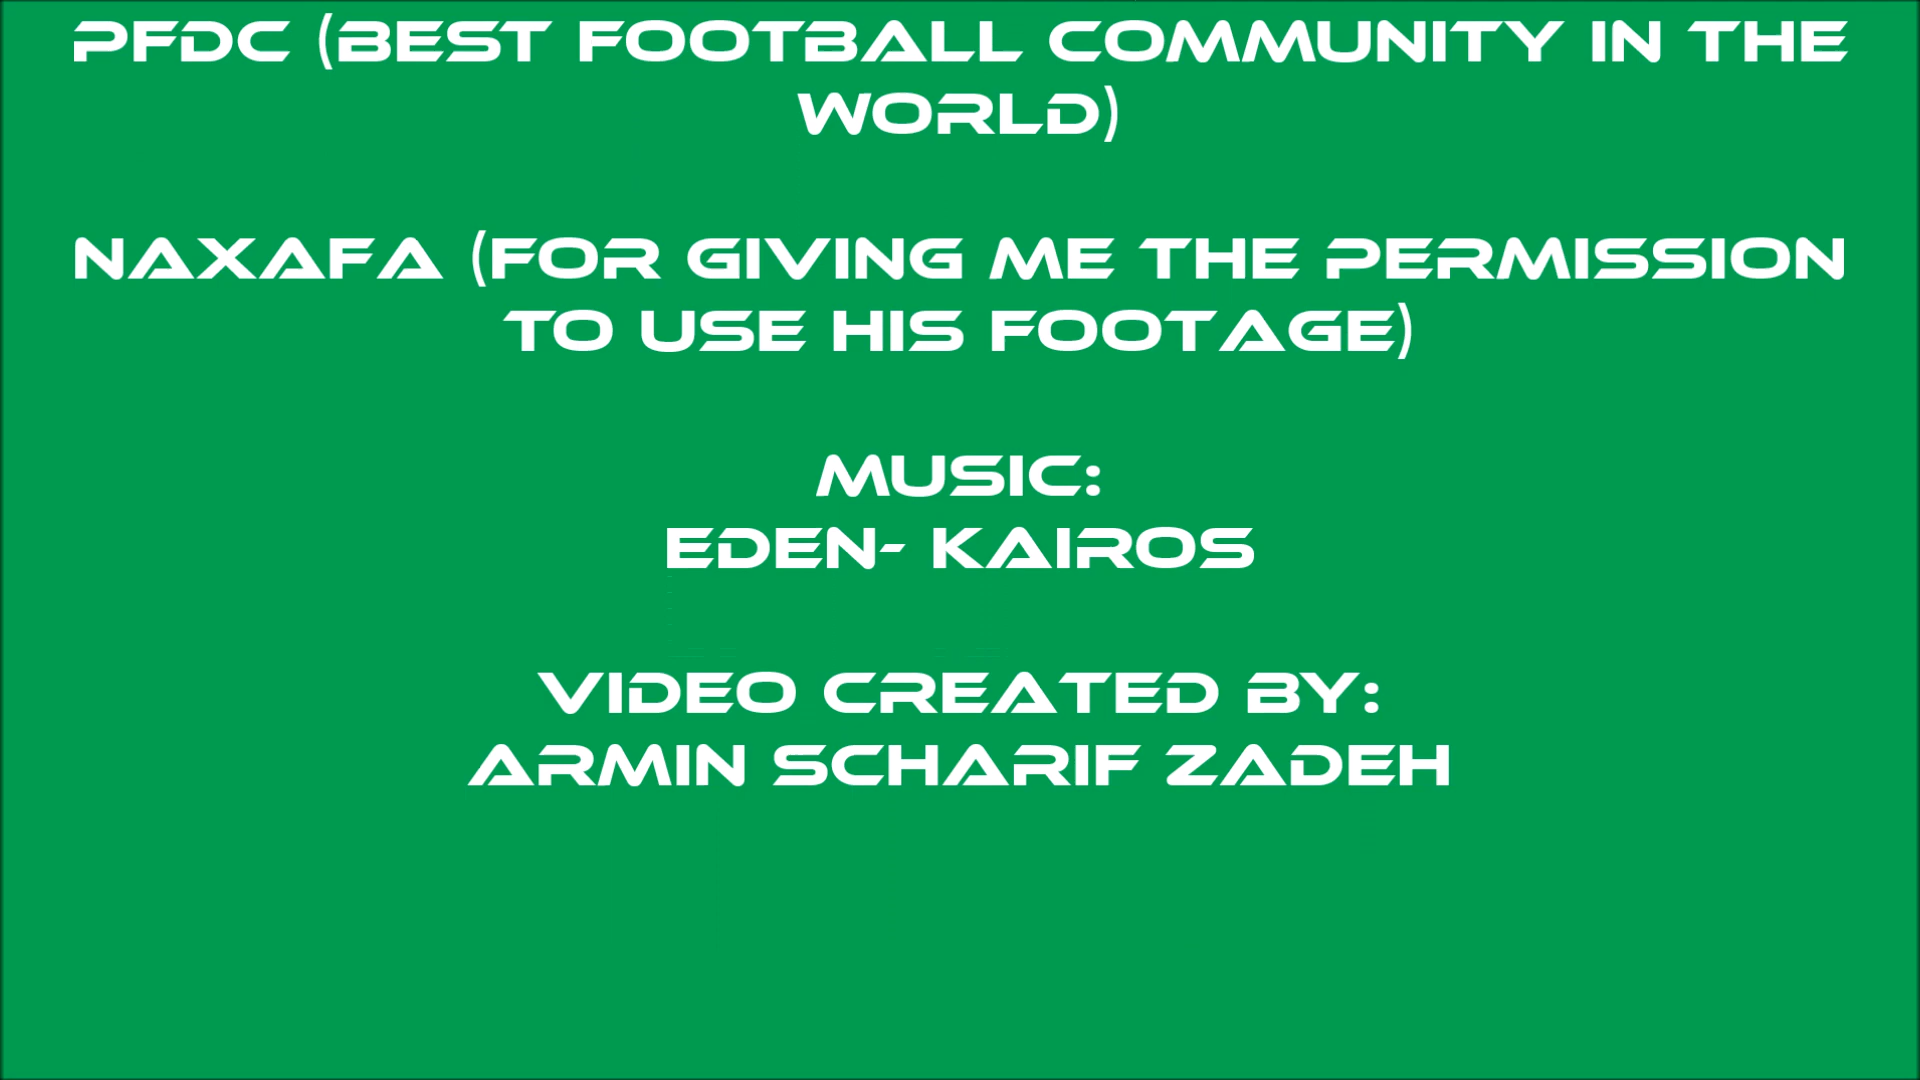 PFDC (BEST FOOTBALL COMMUNITY IN THE
WORLD)
NAXAFA (FOR GIVING ME THE PERMISSION
TO USE HIS FOOTAGE)
MUSIC:
EDEN- KAIROS
VIDEO CREATED BY:
ARMIN SCHARIF ZADEH